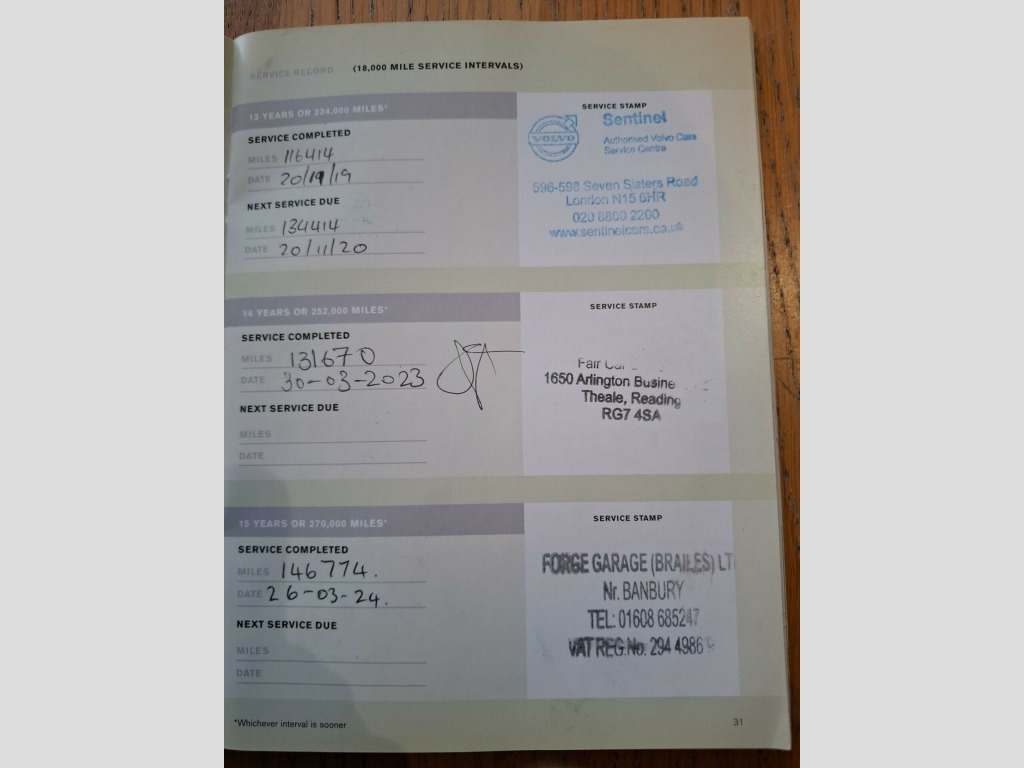 SERVICE RECORD (18,000 MILE SERVICE INTERVALS)
13 YEARS OR 234,000 MILES*
SERVICE COMPLETED
MILES 116414
DATE 20/19/19
NEXT SERVICE DUE
MILES 134414
DATE 20/11/20
SERVICE STAMP
VOLVO
Sentinel
Authorised Volvo Cars
Service Centre
596-598 Seven Sisters Road
London N15 6HR
020 8800 2200
www.sentinelcars.co.uk
14 YEARS OR 252,000 MILES*
SERVICE COMPLETED
MILES 131670
DATE 30-03-2023
NEXT SERVICE DUE
MILES
DATE
SERVICE STAMP
Fair
1650 Arlington Busine
Theale, Reading
RG7 4SA
15 YEARS OR 270,000 MILES*
SERVICE COMPLETED
MILES 146774.
DATE 26-03-24.
NEXT SERVICE DUE
MILES
DATE
SERVICE STAMP
FORGE GARAGE (BRAILES) LT
Nr. BANBURY
TEL: 01608 685247
VAT REG.No. 294 4986
*Whichever interval is sooner
31